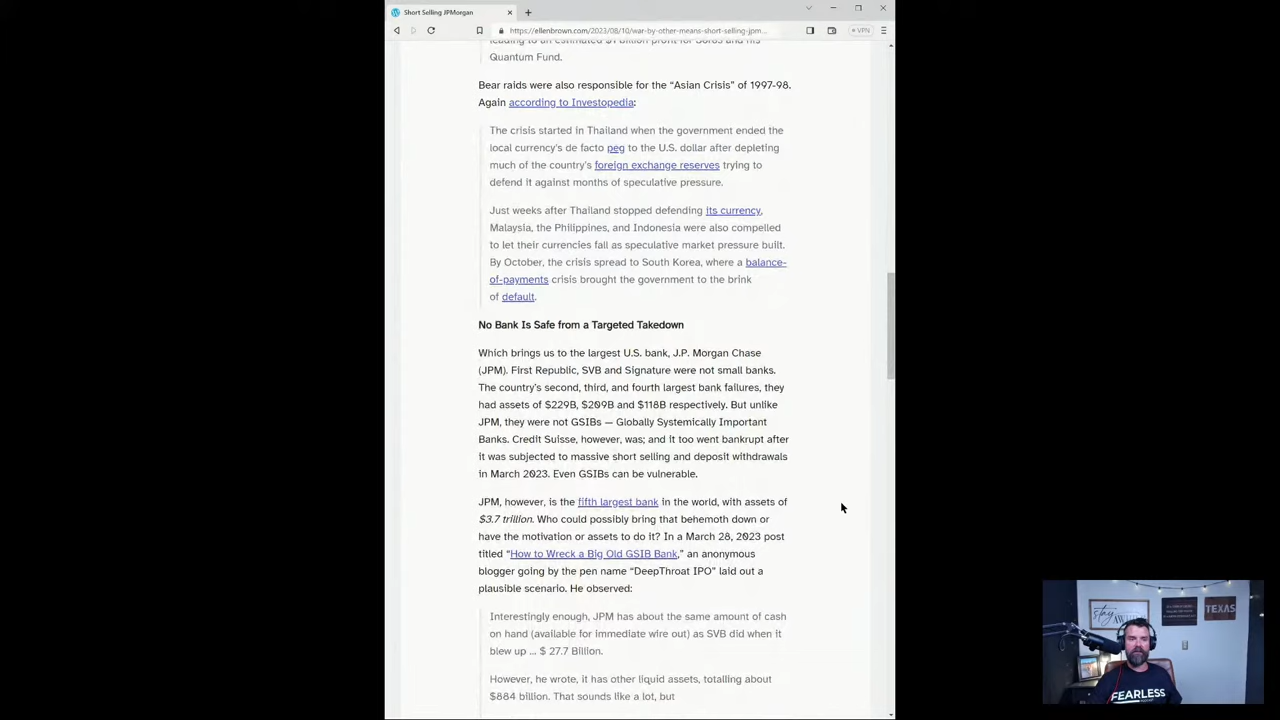 Short Selling JPMorgan
https://ellenbrown.com/2023/08/10/war-by-other-means-short-selling-jpm...
VPN
leading to an estimated $1 billion profit for Soros and his
Quantum Fund.
Bear raids were also responsible for the “Asian Crisis” of 1997-98.
Again according to Investopedia:
The crisis started in Thailand when the government ended the
local currency’s de facto peg to the U.S. dollar after depleting
much of the country’s foreign exchange reserves trying to
defend it against months of speculative pressure.
Just weeks after Thailand stopped defending its currency,
Malaysia, the Philippines, and Indonesia were also compelled
to let their currencies fall as speculative market pressure built.
By October, the crisis spread to South Korea, where a balance-
of-payments crisis brought the government to the brink
of default.
No Bank Is Safe from a Targeted Takedown
Which brings us to the largest U.S. bank, J.P. Morgan Chase
(JPM). First Republic, SVB and Signature were not small banks.
The country’s second, third, and fourth largest bank failures, they
had assets of $229B, $209B and $118B respectively. But unlike
JPM, they were not GSIBs — Globally Systemically Important
Banks. Credit Suisse, however, was; and it too went bankrupt after
it was subjected to massive short selling and deposit withdrawals
in March 2023. Even GSIBs can be vulnerable.
JPM, however, is the fifth largest bank in the world, with assets of
$3.7 trillion. Who could possibly bring that behemoth down or
have the motivation or assets to do it? In a March 28, 2023 post
titled “How to Wreck a Big Old GSIB Bank,” an anonymous
blogger going by the pen name “DeepThroat IPO” laid out a
plausible scenario. He observed:
Interestingly enough, JPM has about the same amount of cash
on hand (available for immediate wire out) as SVB did when it
blew up … $ 27.7 Billion.
However, he wrote, it has other liquid assets, totalling about
$884 billion. That sounds like a lot, but
stay
TEXAS
FEARLESS